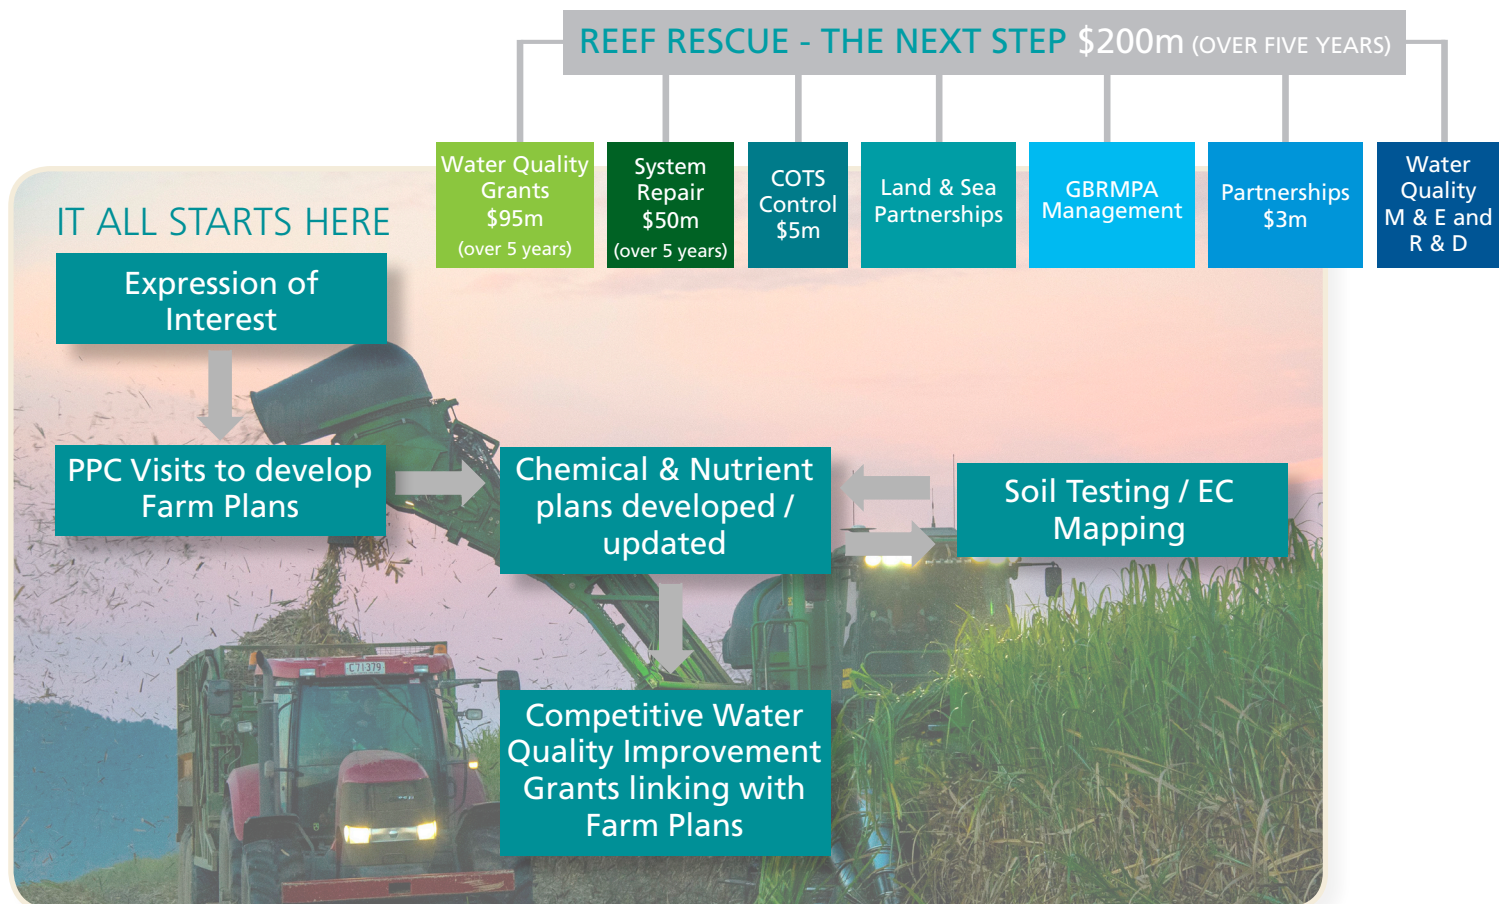 REEF RESCUE - THE NEXT STEP $200m (OVER FIVE YEARS)
Water Quality
Grants
$95m
(over 5 years)
System
Repair
$50m
(over 5 years)
COTS
Control
$5m
Land & Sea
Partnerships
GBRMPA
Management
Partnerships
$3m
Water
Quality
M & E and
R & D
IT ALL STARTS HERE
Expression of
Interest
PPC Visits to develop
Farm Plans
Chemical & Nutrient
plans developed /
updated
Soil Testing / EC
Mapping
Competitive Water
Quality Improvement
Grants linking with
Farm Plans
C71379